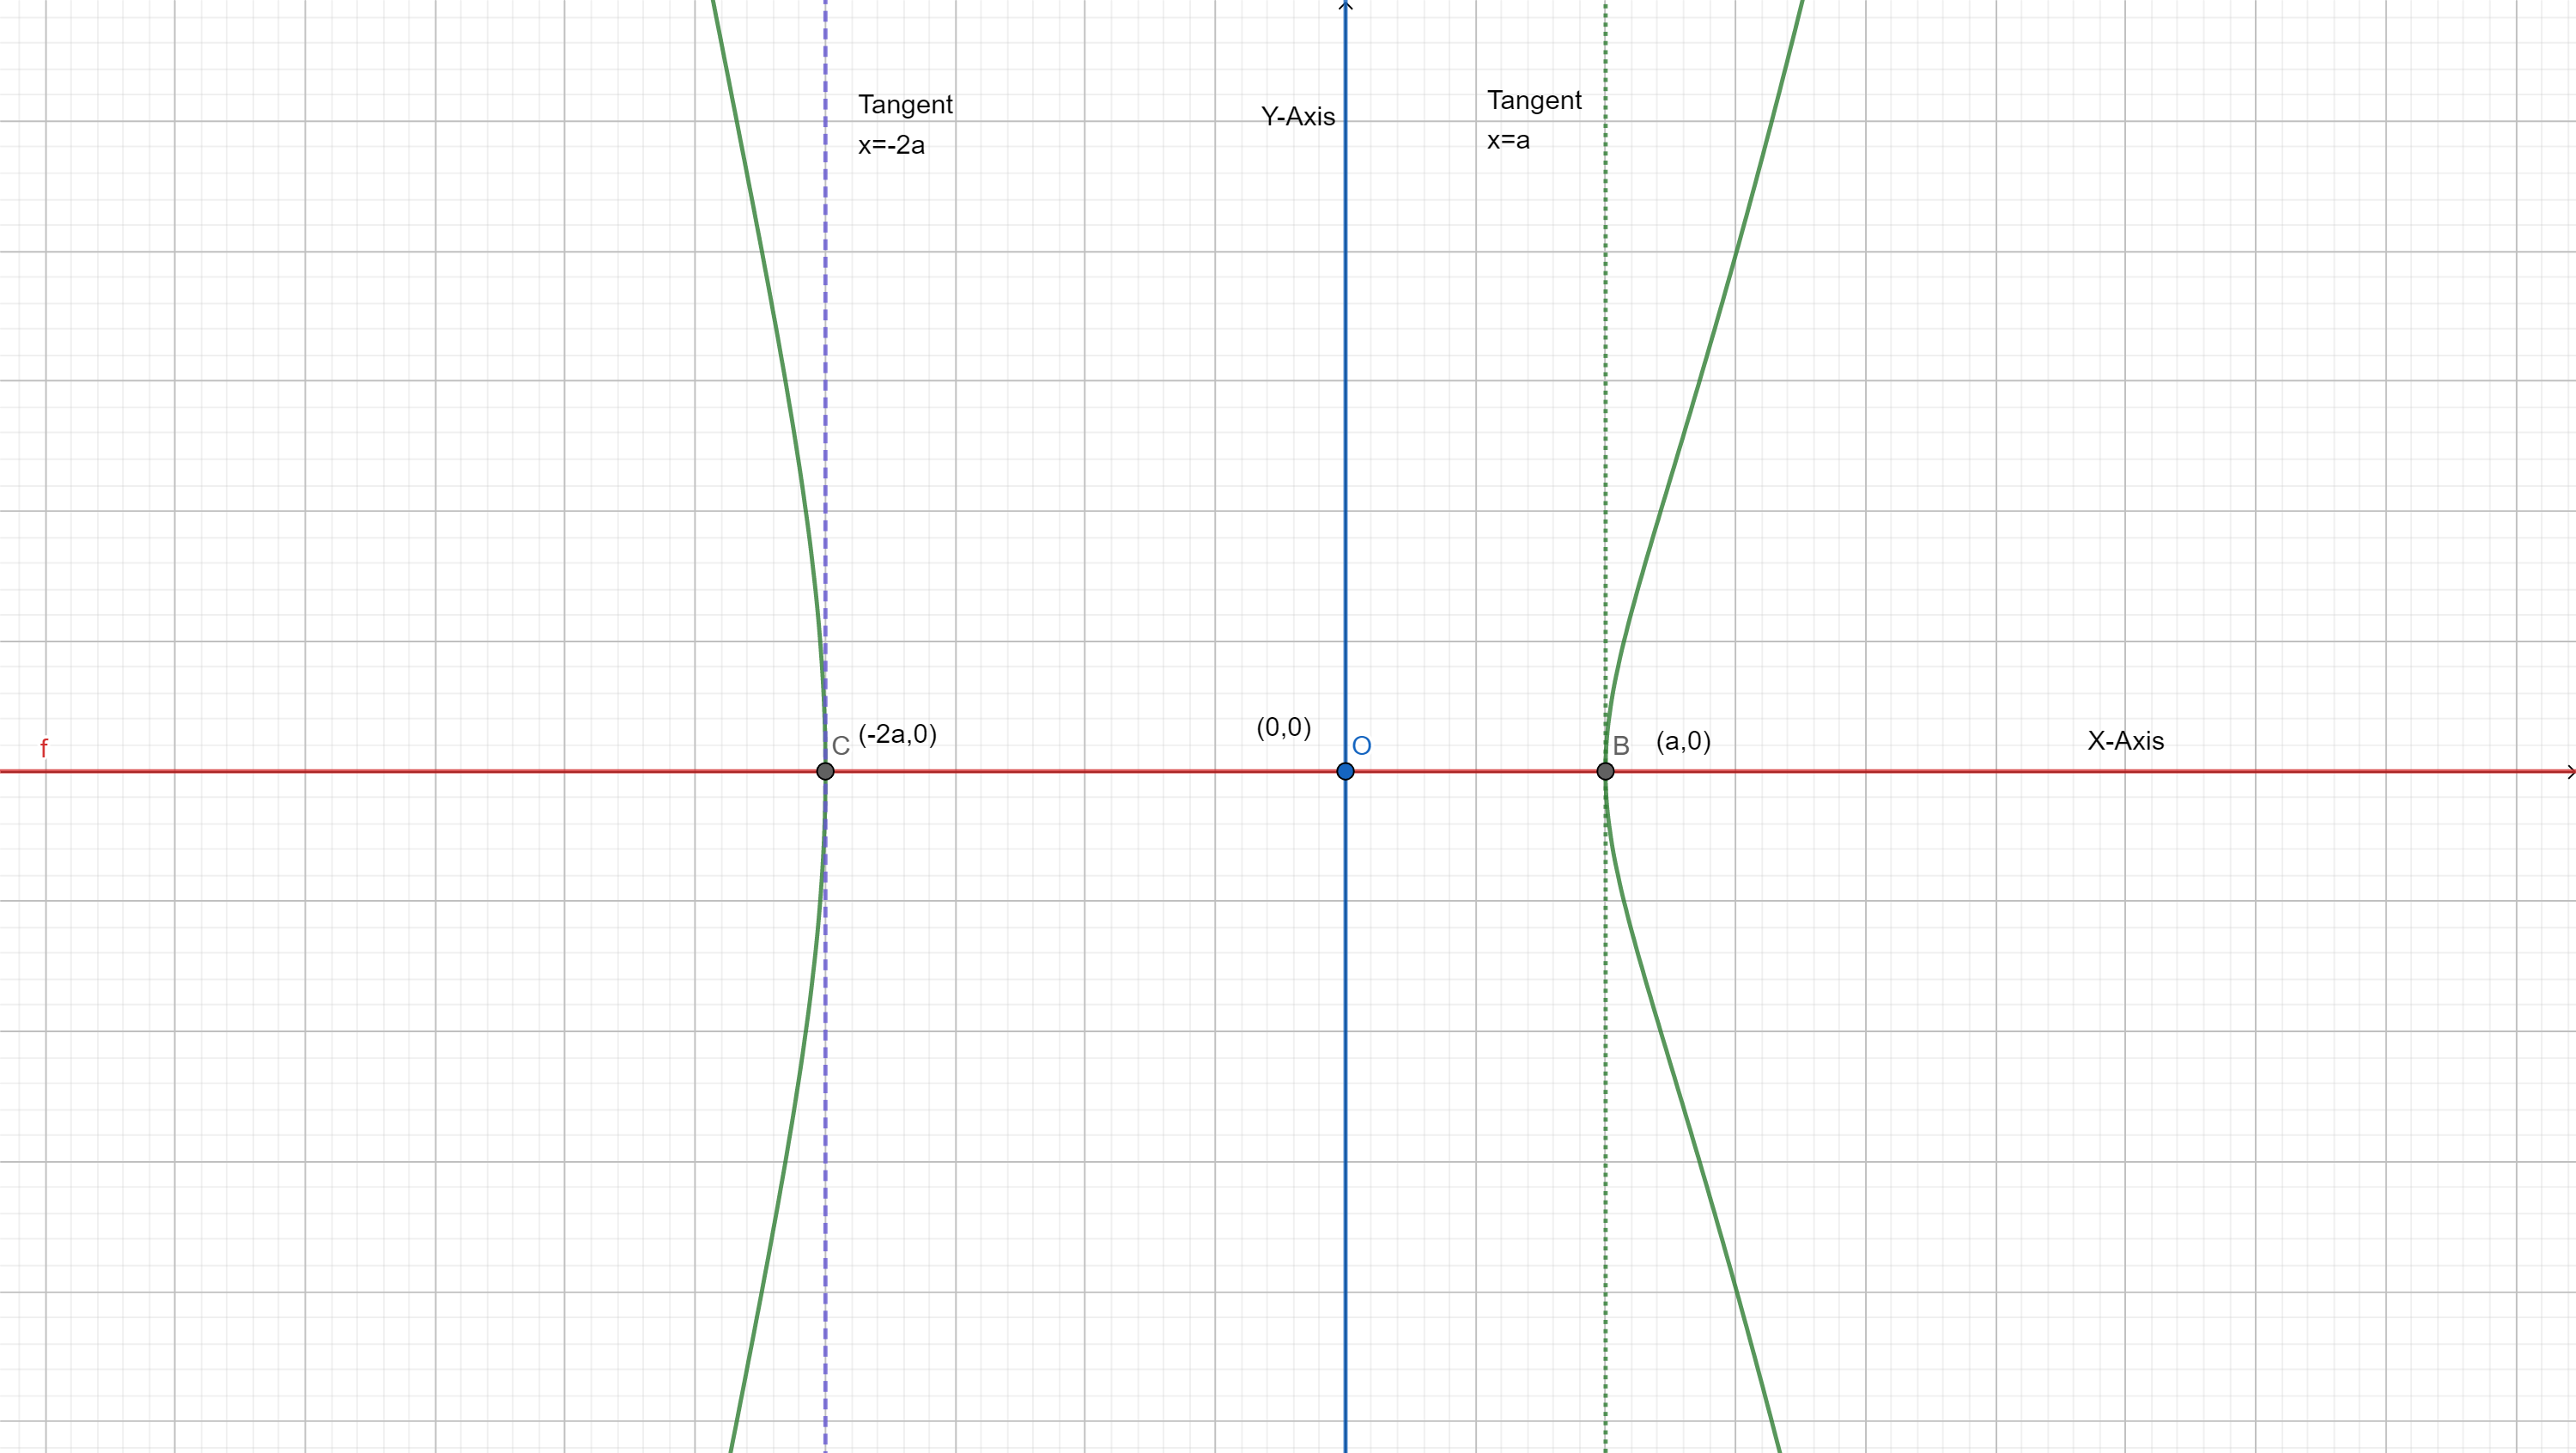 Tangent
x=-2a
Y-Axis
Tangent
x=a
f
C
(-2a,0)
(0,0)
O
B
(a,0)
X-Axis